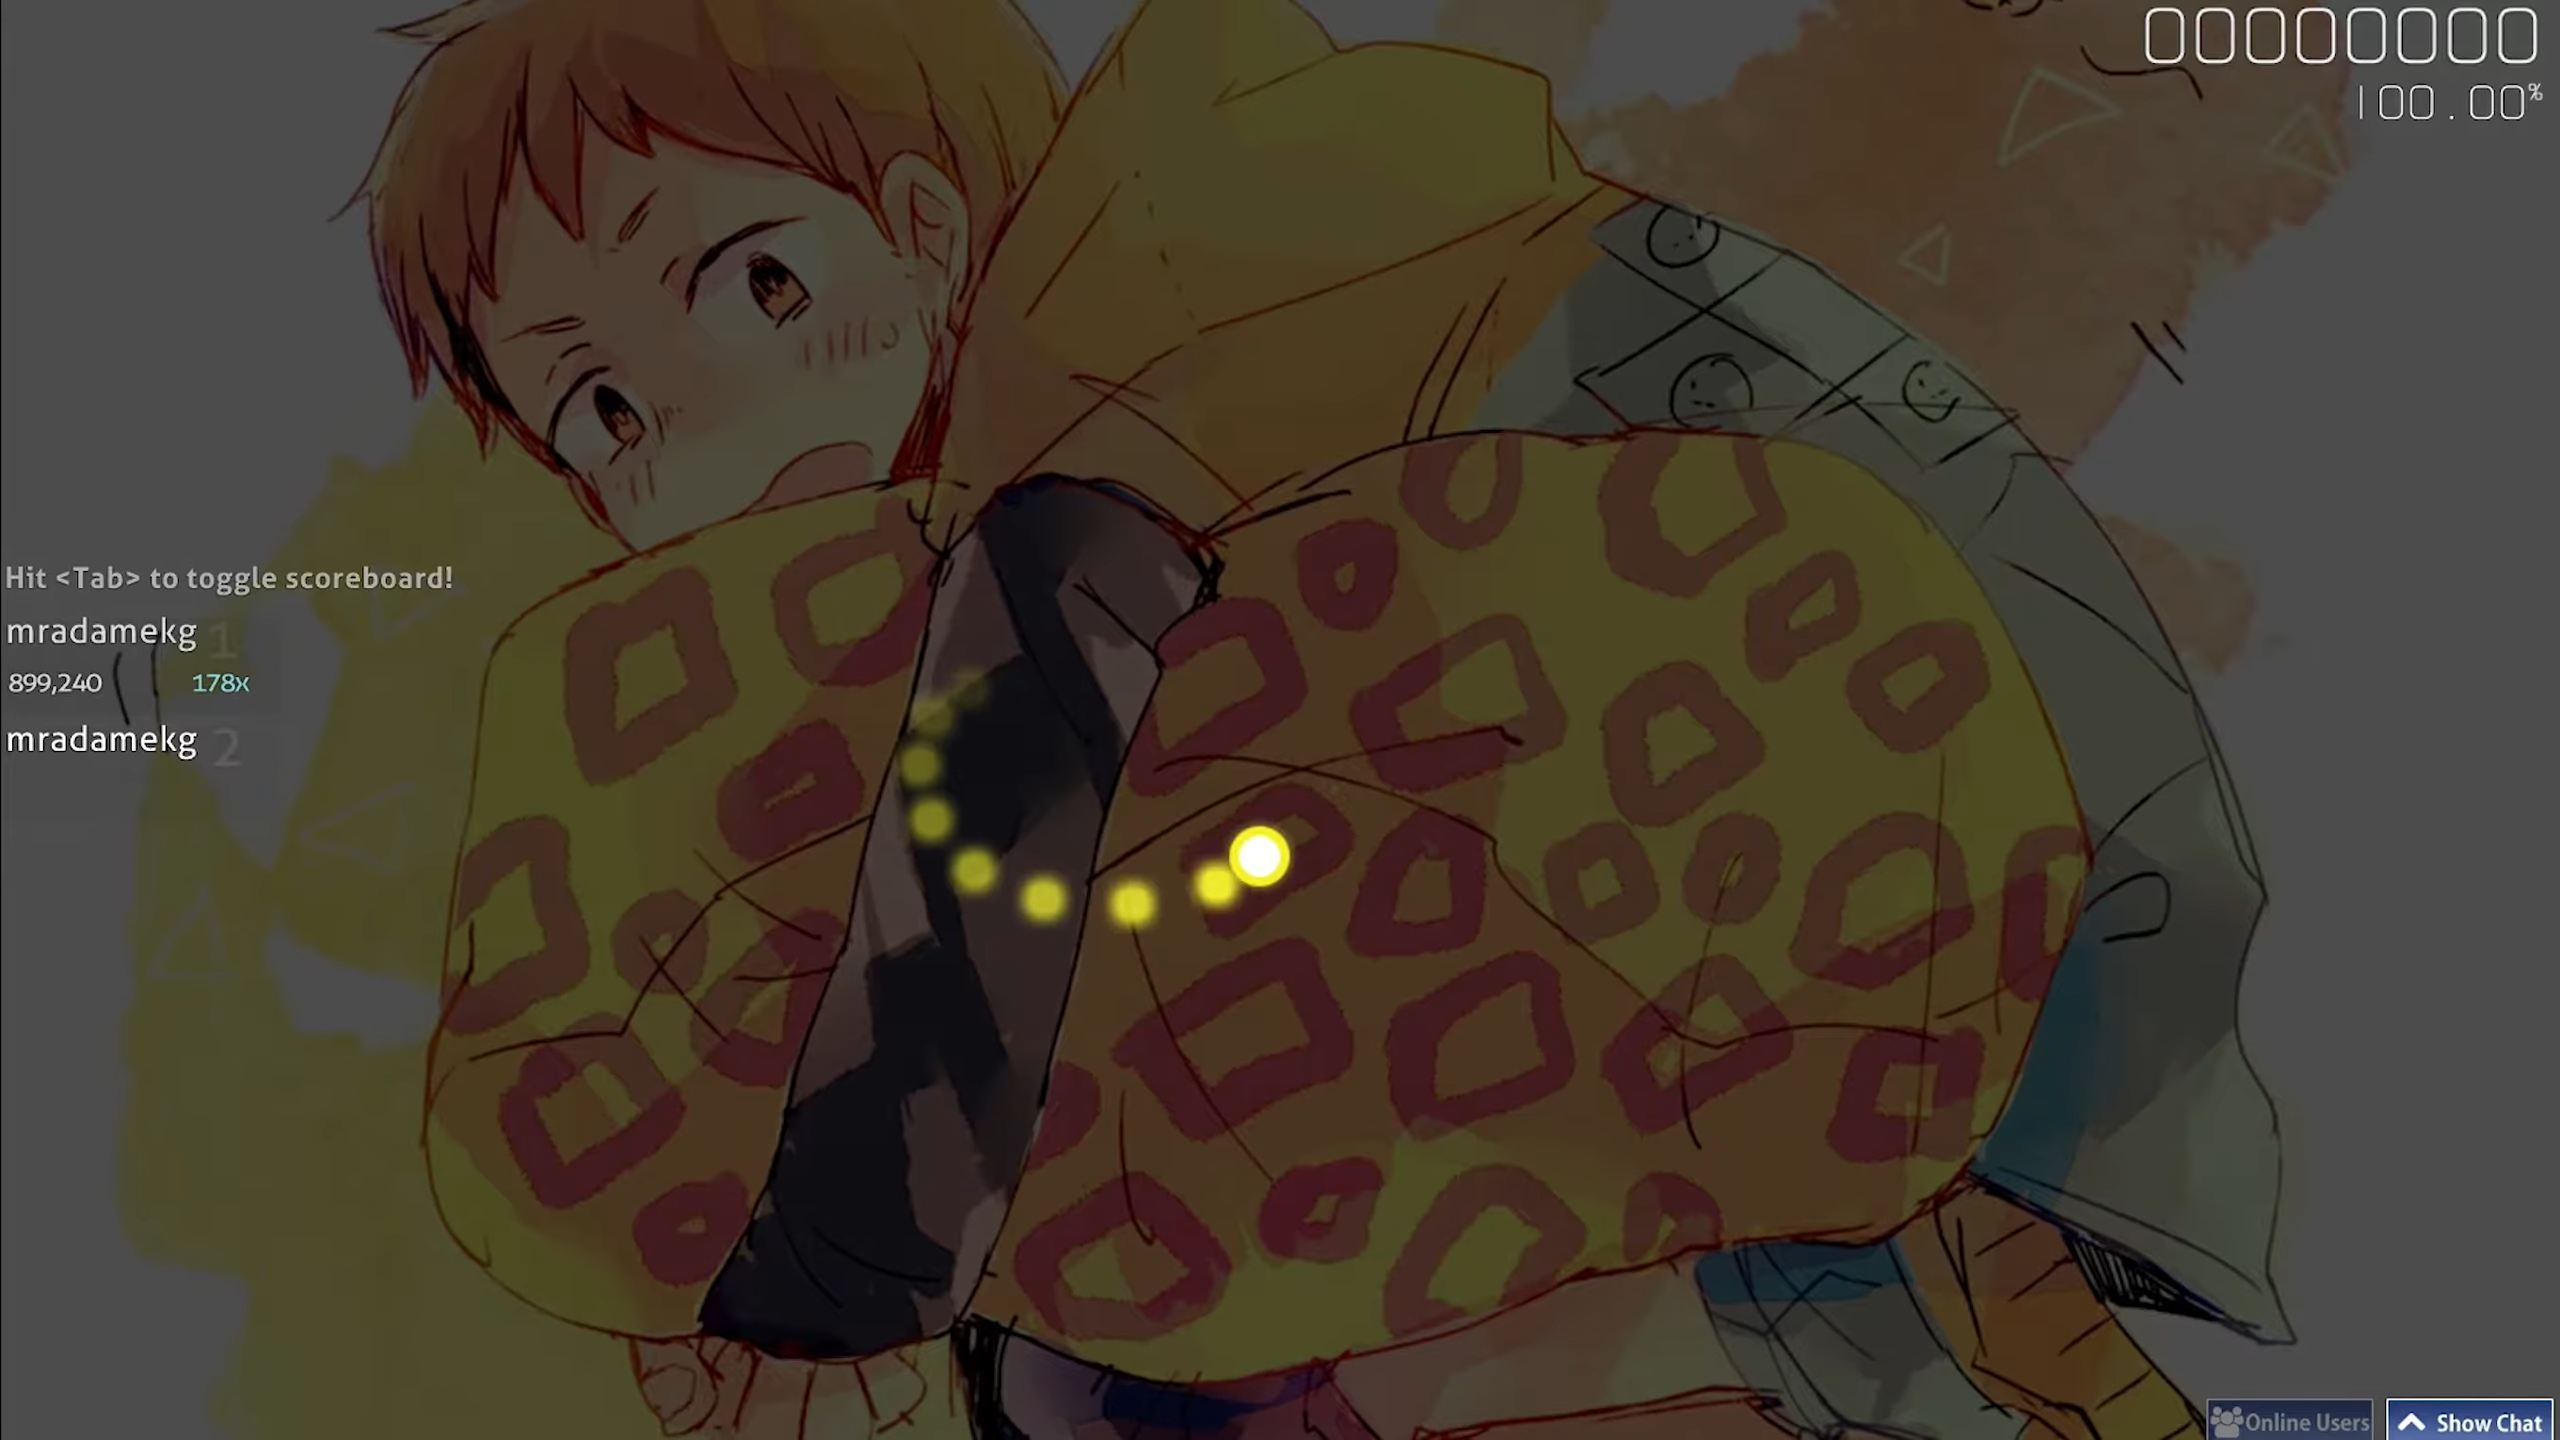 00000000
100.00%
Hit <Tab> to toggle scoreboard!
mradamekg 1
899,240 178x
mradamekg 2
Online Users
Show Chat